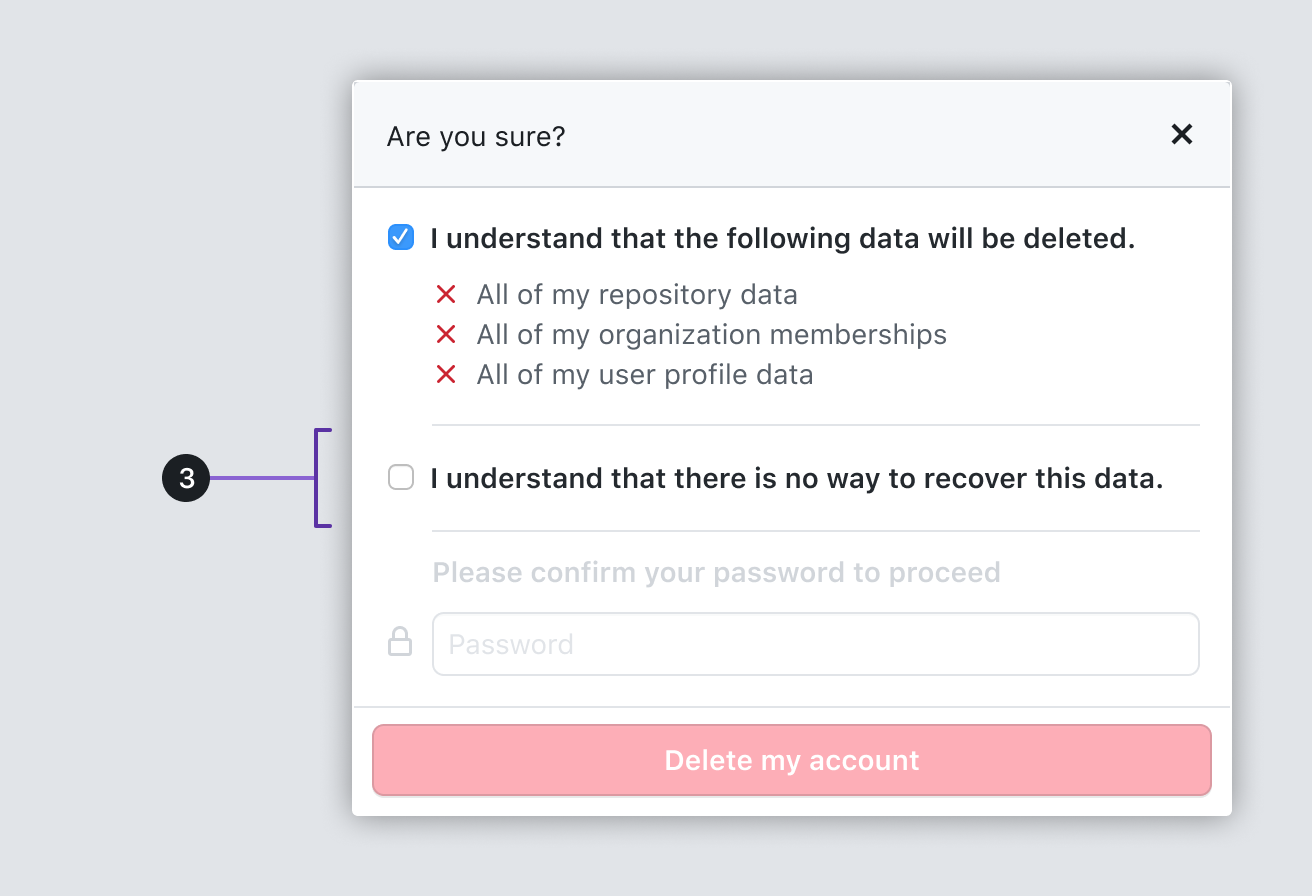 Are you sure?
I understand that the following data will be deleted.
All of my repository data
All of my organization memberships
All of my user profile data
3
I understand that there is no way to recover this data.
Please confirm your password to proceed
Password
Delete my account